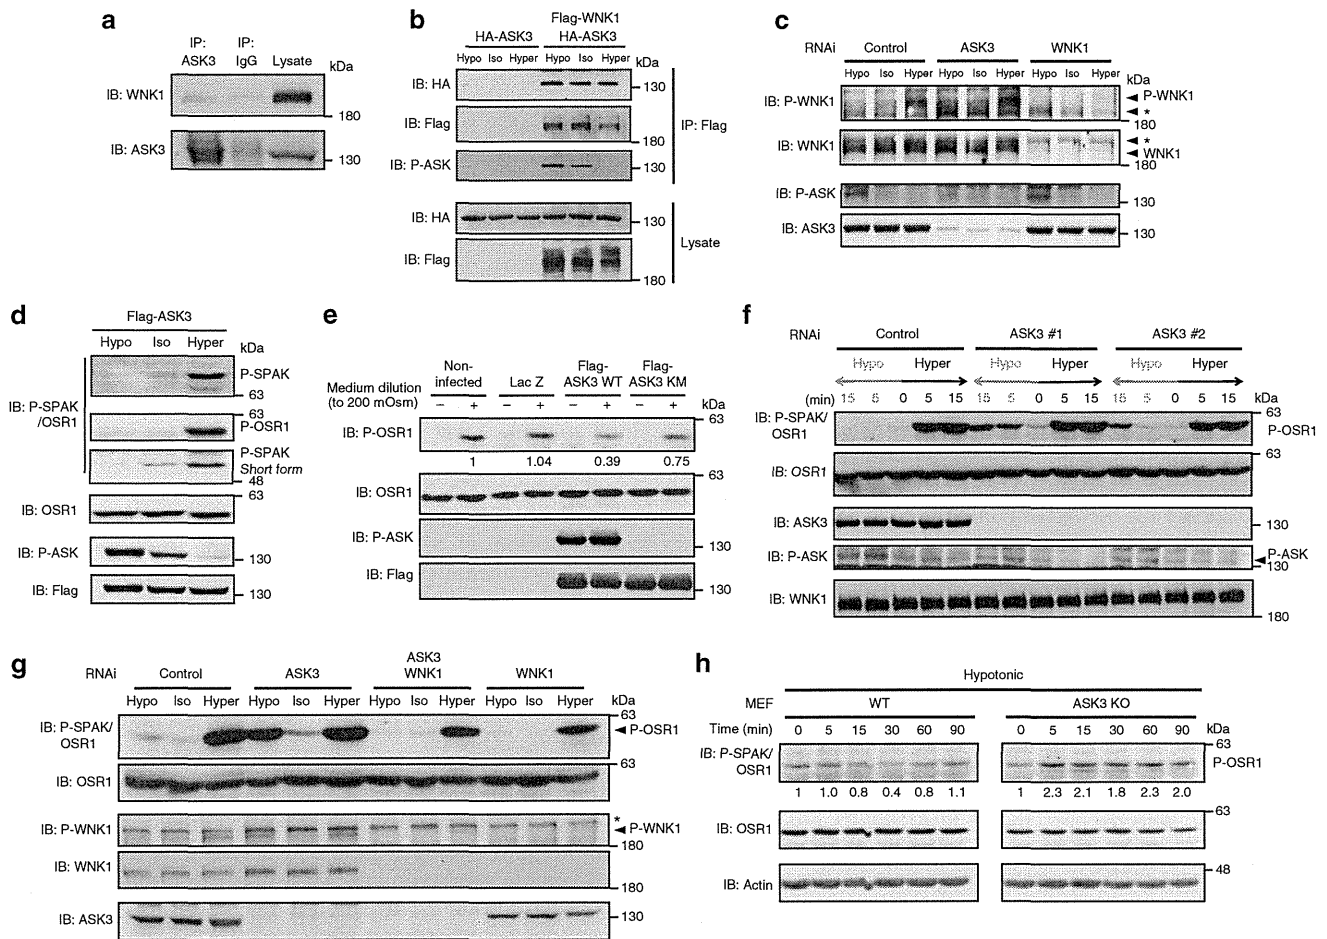 a
IP: ASK3
IP: IgG
Lysate
kDa
IB: WNK1
180
IB: ASK3
130
b
Flag-WNK1
HA-ASK3 HA-ASK3
Hypo Iso Hyper Hypo Iso Hyper
kDa
IB: HA
130
IB: Flag
180
IB: P-ASK
130
IP: Flag
IB: HA
130
IB: Flag
180
Lysate
c
RNAi Control ASK3 WNK1
Hypo Iso Hyper Hypo Iso Hyper Hypo Iso Hyper
kDa
IB: P-WNK1
P-WNK1
*
180
IB: WNK1
*
WNK1
180
IB: P-ASK
130
IB: ASK3
130
d
Flag-ASK3
Hypo Iso Hyper
kDa
IB: P-SPAK
/OSR1
P-SPAK
63
63
P-OSR1
P-SPAK
Short form
48
63
IB: OSR1
IB: P-ASK
130
IB: Flag
130
e
Medium dilution
(to 200 mOsm)
Non-
infected
Lac Z
Flag-
ASK3 WT
Flag-
ASK3 KM
– + – + – + – +
kDa
63
IB: P-OSR1
1 1.04 0.39 0.75
63
IB: OSR1
IB: P-ASK
130
IB: Flag
130
f
RNAi Control ASK3 #1 ASK3 #2
Hypo Hyper Hypo Hyper Hypo Hyper
(min) 15 5 0 5 15 15 5 0 5 15 15 5 0 5 15 kDa
63
IB: P-SPAK/
OSR1
P-OSR1
63
IB: OSR1
IB: ASK3
130
IB: P-ASK
P-ASK
130
IB: WNK1
180
g
RNAi Control ASK3 ASK3
WNK1 WNK1
Hypo Iso Hyper Hypo Iso Hyper Hypo Iso Hyper Hypo Iso Hyper
kDa
63
IB: P-SPAK/
OSR1
P-OSR1
63
IB: OSR1
IB: P-WNK1
*
P-WNK1
180
IB: WNK1
180
IB: ASK3
130
h
Hypotonic
MEF WT ASK3 KO
Time (min) 0 5 15 30 60 90 0 5 15 30 60 90 kDa
63
IB: P-SPAK/
OSR1
P-OSR1
1 1.0 0.8 0.4 0.8 1.1 1 2.3 2.1 1.8 2.3 2.0
63
IB: OSR1
48
IB: Actin